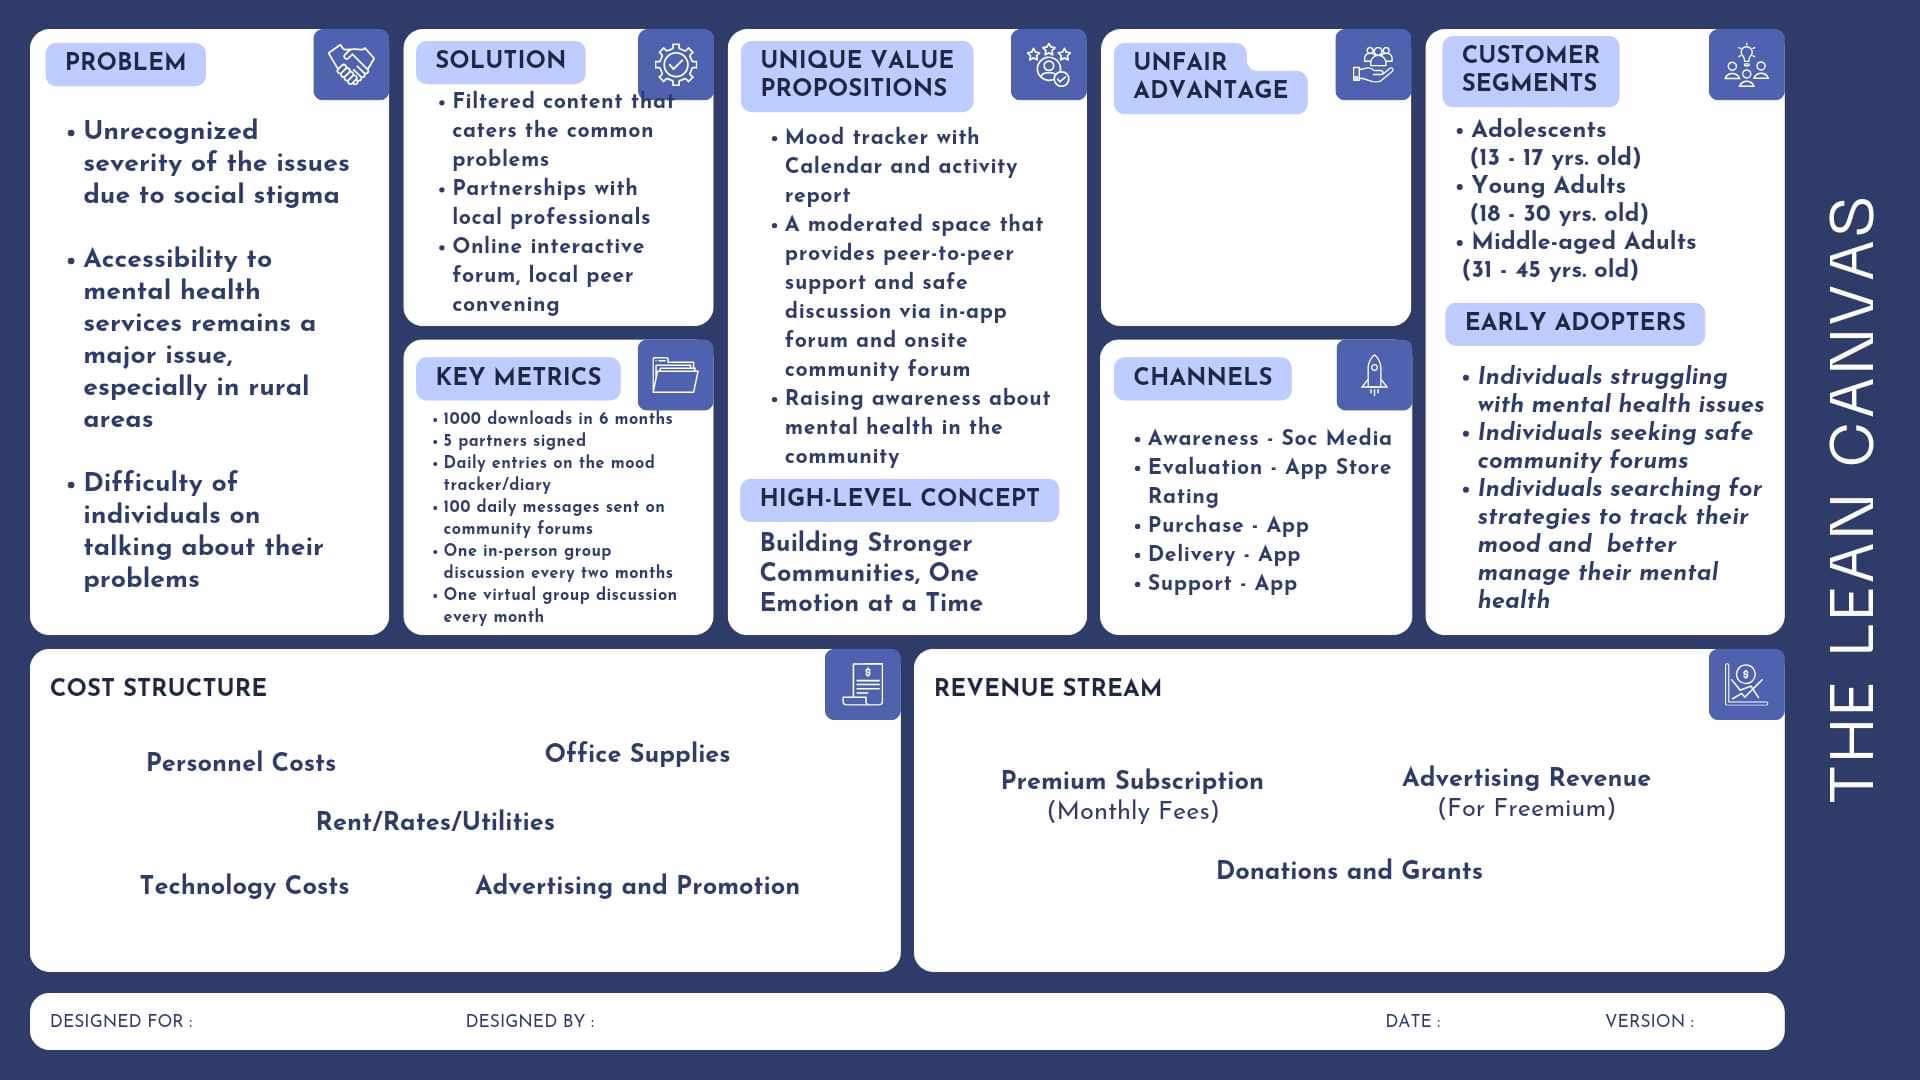 PROBLEM
• Unrecognized
severity of the issues
due to social stigma
• Accessibility to
mental health
services remains a
major issue,
especially in rural
areas
• Difficulty of
individuals on
talking about their
problems
SOLUTION
• Filtered content that
caters the common
problems
• Partnerships with
local professionals
• Online interactive
forum, local peer
convening
KEY METRICS
• 1000 downloads in 6 months
• 5 partners signed
• Daily entries on the mood
tracker/diary
• 100 daily messages sent on
community forums
• One in-person group
discussion every two months
• One virtual group discussion
every month
UNIQUE VALUE
PROPOSITIONS
• Mood tracker with
Calendar and activity
report
• A moderated space that
provides peer-to-peer
support and safe
discussion via in-app
forum and onsite
community forum
• Raising awareness about
mental health in the
community
HIGH-LEVEL CONCEPT
Building Stronger
Communities, One
Emotion at a Time
UNFAIR
ADVANTAGE
CHANNELS
• Awareness - Soc Media
• Evaluation - App Store
Rating
• Purchase - App
• Delivery - App
• Support - App
CUSTOMER
SEGMENTS
• Adolescents
(13 - 17 yrs. old)
• Young Adults
(18 - 30 yrs. old)
• Middle-aged Adults
(31 - 45 yrs. old)
EARLY ADOPTERS
• Individuals struggling
with mental health issues
• Individuals seeking safe
community forums
• Individuals searching for
strategies to track their
mood and  better
manage their mental
health
THE LEAN CANVAS
COST STRUCTURE
Personnel Costs
Office Supplies
Rent/Rates/Utilities
Technology Costs
Advertising and Promotion
REVENUE STREAM
Premium Subscription
(Monthly Fees)
Advertising Revenue
(For Freemium)
Donations and Grants
DESIGNED FOR :
DESIGNED BY :
DATE :
VERSION :